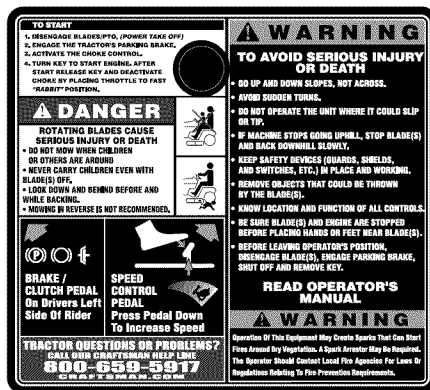 TO START
1. DISENGAGE BLADES/PTO, (POWER TAKE OFF)
2. ENGAGE THE TRACTOR'S PARKING BRAKE.
3. ACTIVATE THE CHOKE CONTROL.
4. TURN KEY TO START ENGINE. AFTER
START RELEASE KEY AND DEACTIVATE
CHOKE BY PLACING THROTTLE TO FAST
"RABBIT" POSITION.
DANGER
ROTATING BLADES CAUSE
SERIOUS INJURY OR DEATH
• DO NOT MOW WHEN CHILDREN
OR OTHERS ARE AROUND
• NEVER CARRY CHILDREN EVEN WITH
BLADE(S) OFF.
• LOOK DOWN AND BEHIND BEFORE AND
WHILE BACKING.
• MOWING IN REVERSE IS NOT RECOMMENDED.
BRAKE /
CLUTCH PEDAL
On Drivers Left
Side Of Rider
SPEED
CONTROL
PEDAL
Press Pedal Down
To Increase Speed
TRACTOR QUESTIONS OR PROBLEMS?
CALL OUR CRAFTSMAN HELP LINE
800-659-5917
CRAFTSMAN.COM
WARNING
TO AVOID SERIOUS INJURY
OR DEATH
• GO UP AND DOWN SLOPES, NOT ACROSS.
• AVOID SUDDEN TURNS.
• DO NOT OPERATE THE UNIT WHERE IT COULD SLIP
OR TIP.
• IF MACHINE STOPS GOING UPHILL, STOP BLADE(S)
AND BACK DOWNHILL SLOWLY.
• KEEP SAFETY DEVICES (GUARDS, SHIELDS,
AND SWITCHES, ETC.) IN PLACE AND WORKING.
• REMOVE OBJECTS THAT COULD BE THROWN
BY THE BLADE(S).
• KNOW LOCATION AND FUNCTION OF ALL CONTROLS.
• BE SURE BLADE(S) AND ENGINE ARE STOPPED
BEFORE PLACING HANDS OR FEET NEAR BLADE(S).
• BEFORE LEAVING OPERATOR'S POSITION,
DISENGAGE BLADE(S), ENGAGE PARKING BRAKE,
SHUT OFF AND REMOVE KEY.
READ OPERATOR'S
MANUAL
WARNING
Operation Of This Equipment May Create Sparks That Can Start
Fires Around Dry Vegetation. A Spark Arrestor May Be Required.
The Operator Should Contact Local Fire Agencies For Laws Or
Regulations Relating To Fire Prevention Requirements.